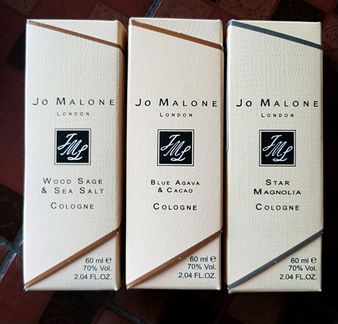 JO MALONE
LONDON
JML
WOOD SAGE
& SEA SALT
COLOGNE
60 ml e
70% Vol.
2.04 FL.OZ.
JO MALONE
LONDON
JML
BLUE AGAVA
& CACAO
COLOGNE
60 ml e
70% Vol.
2.04 FL.OZ.
JO MALONE
LONDON
JML
STAR
MAGNOLIA
COLOGNE
60 ml e
70% Vol.
2.04 FL.OZ.